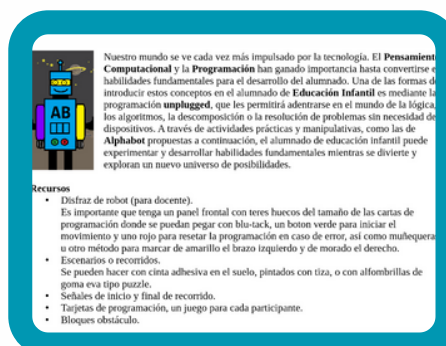 Nuestro mundo se ve cada vez más impulsado por la tecnología. El Pensamient
Computacional y la Programación han ganado importancia hasta convertirse e
habilidades fundamentales para el desarrollo del alumnado. Una de las formas d
introducir estos conceptos en el alumnado de Educación Infantil es mediante la
programación unplugged, que les permitirá adentrarse en el mundo de la lógica,
los algoritmos, la descomposición o la resolución de problemas sin necesidad de
dispositivos. A través de actividades prácticas y manipulativas, como las de
Alphabot propuestas a continuación, el alumnado de educación infantil puede
experimentar y desarrollar habilidades fundamentales mientras se divierte y
exploran un nuevo universo de posibilidades.
AB
Recursos
• Disfraz de robot (para docente).
Es importante que tenga un panel frontal con teres huecos del tamaño de las cartas de
programación donde se puedan pegar con blu-tack, un boton verde para iniciar el
movimiento y uno rojo para resetar la programación en caso de error, así como muñequera
u otro método para marcar de amarillo el brazo izquierdo y de morado el derecho.
• Escenarios o recorridos.
Se pueden hacer con cinta adhesiva en el suelo, pintados con tiza, o con alfombrillas de
goma eva tipo puzzle.
• Señales de inicio y final de recorrido.
• Tarjetas de programación, un juego para cada participante.
• Bloques obstáculo.